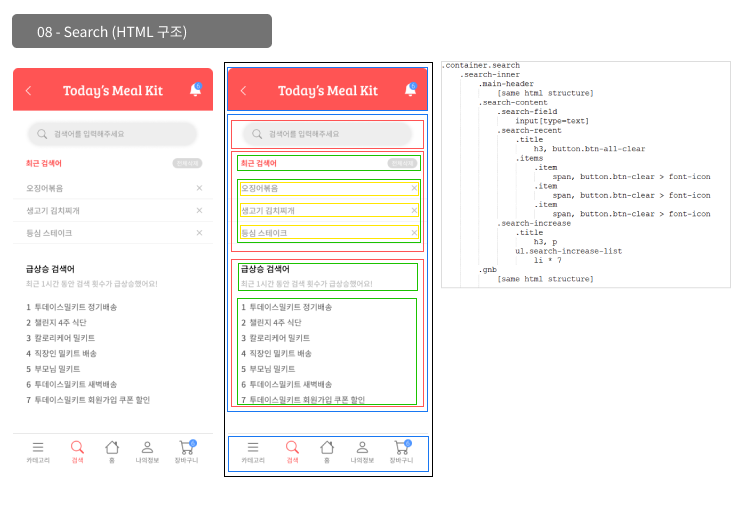 08 - Search (HTML 구조)
Today's Meal Kit
6
검색어를 입력해주세요
최근 검색어
전체삭제
오징어볶음
생고기 김치찌개
등심 스테이크
급상승 검색어
최근 1시간 동안 검색 횟수가 급상승했어요!
1 투데이스밀키트 정기배송
2 챌린지 4주 식단
3 칼로리케어 밀키트
4 직장인 밀키트 배송
5 부모님 밀키트
6 투데이스밀키트 새벽배송
7 투데이스밀키트 회원가입 쿠폰 할인
6
카테고리 검색 홈 나의정보 장바구니
Today's Meal Kit
6
검색어를 입력해주세요
최근 검색어
전체삭제
오징어볶음
생고기 김치찌개
등심 스테이크
급상승 검색어
최근 1시간 동안 검색 횟수가 급상승했어요!
1 투데이스밀키트 정기배송
2 챌린지 4주 식단
3 칼로리케어 밀키트
4 직장인 밀키트 배송
5 부모님 밀키트
6 투데이스밀키트 새벽배송
7 투데이스밀키트 회원가입 쿠폰 할인
6
카테고리 검색 홈 나의정보 장바구니
.container.search
.search-inner
.main-header
[same html structure]
.search-content
.search-field
input[type=text]
.search-recent
.title
h3, button.btn-all-clear
.items
.item
span, button.btn-clear > font-icon
.item
span, button.btn-clear > font-icon
.item
span, button.btn-clear > font-icon
.search-increase
.title
h3, p
ul.search-increase-list
li * 7
.gnb
[same html structure]